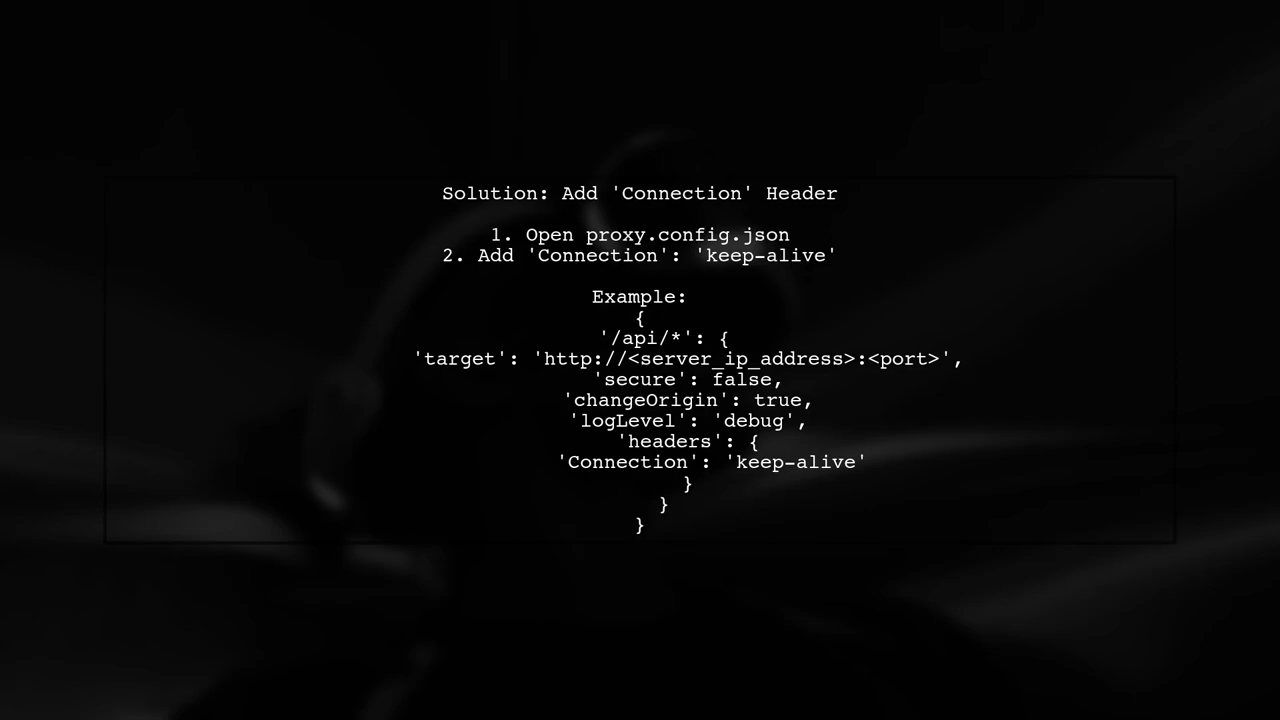 Solution: Add 'Connection' Header
1. Open proxy.config.json
2. Add 'Connection': 'keep-alive'
Example:
{
'/api/*': {
'target': 'http://<server_ip_address>:<port>',
'secure': false,
'changeOrigin': true,
'logLevel': 'debug',
'headers': {
'Connection': 'keep-alive'
}
}
}